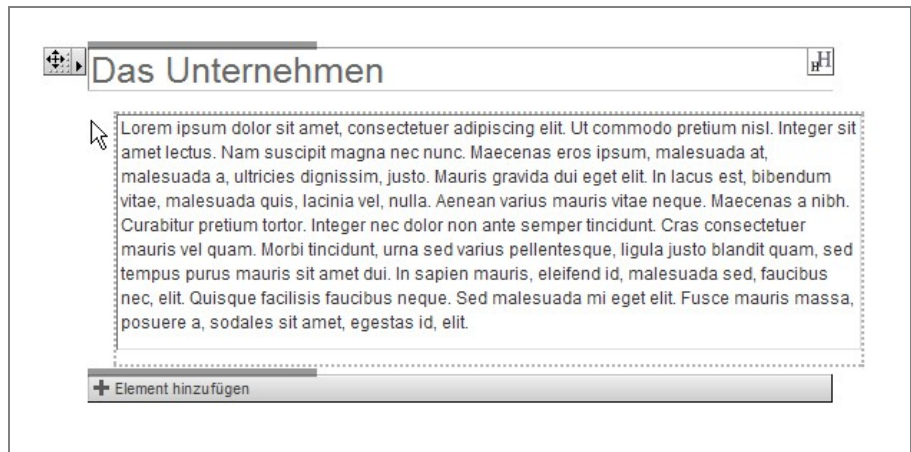 Das Unternehmen
HH
Lorem ipsum dolor sit amet, consectetuer adipiscing elit. Ut commodo pretium nisl. Integer sit
amet lectus. Nam suscipit magna nec nunc. Maecenas eros ipsum, malesuada at,
malesuada a, ultricies dignissim, justo. Mauris gravida dui eget elit. In lacus est, bibendum
vitae, malesuada quis, lacinia vel, nulla. Aenean varius mauris vitae neque. Maecenas a nibh.
Curabitur pretium tortor. Integer nec dolor non ante semper tincidunt. Cras consectetuer
mauris vel quam. Morbi tincidunt, urna sed varius pellentesque, ligula justo blandit quam, sed
tempus purus mauris sit amet dui. In sapien mauris, eleifend id, malesuada sed, faucibus
nec, elit. Quisque facilisis faucibus neque. Sed malesuada mi eget elit. Fusce mauris massa,
posuere a, sodales sit amet, egestas id, elit.
Element hinzufügen